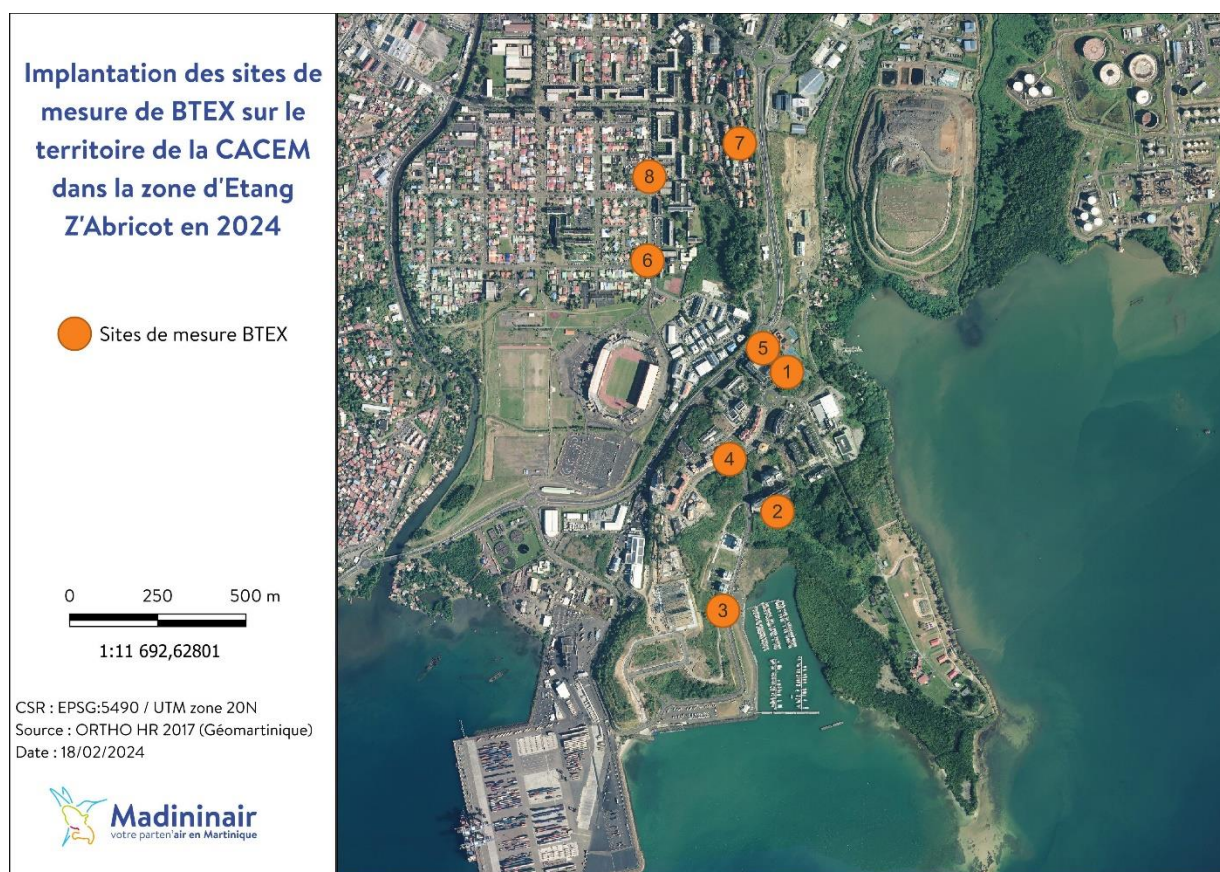 Implantation des sites de
mesure de BTEX sur le
territoire de la CACEM
dans la zone d'Etang
Z'Abricot en 2024
Sites de mesure BTEX
0 250 500 m
1:11 692,62801
CSR : EPSG:5490 / UTM zone 20N
Source : ORTHO HR 2017 (Géomartinique)
Date : 18/02/2024
Madininair
votre parten'air en Martinique
7
8
6
5
1
4
2
3